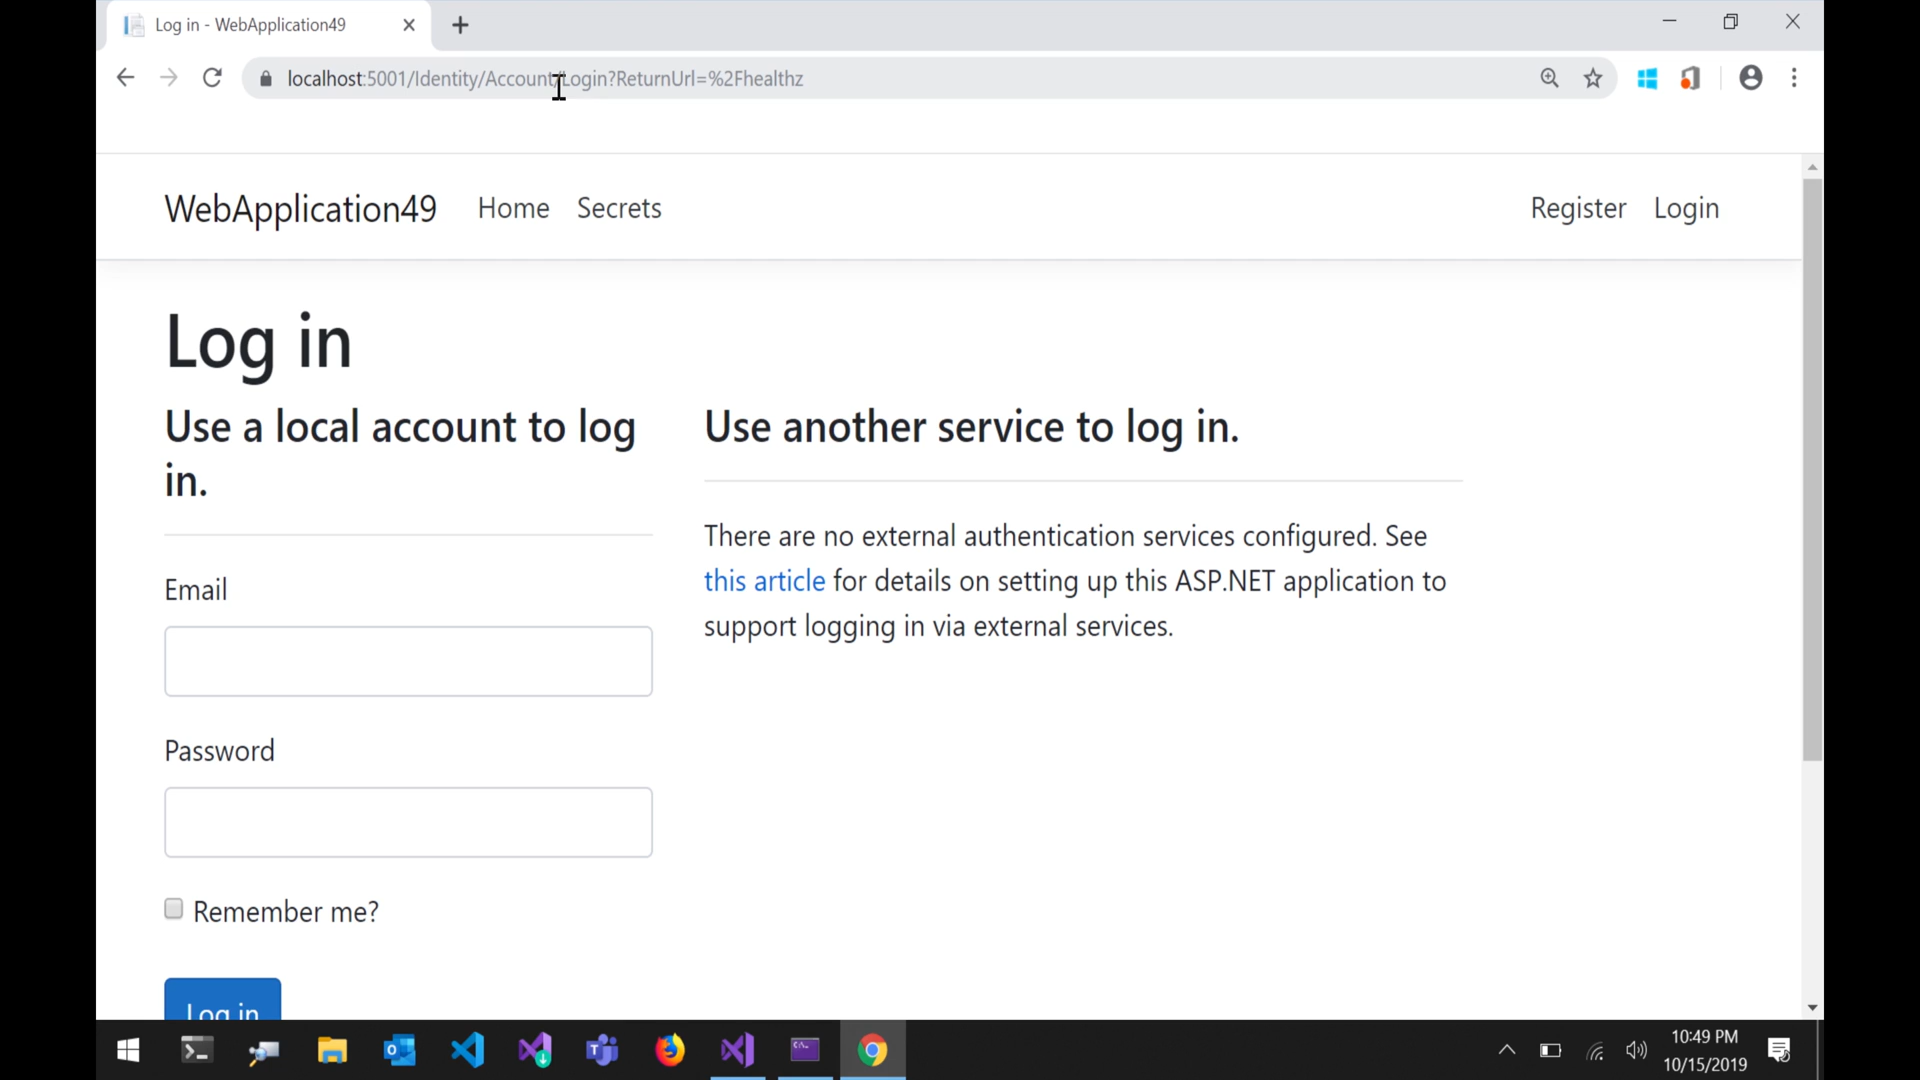 Log in - WebApplication49
localhost:5001/Identity/Account/Login?ReturnUrl=%2Fhealthz
WebApplication49 Home Secrets Register Login
Log in
Use a local account to log
in.
Email
Password
Remember me?
Log in
Use another service to log in.
There are no external authentication services configured. See
this article for details on setting up this ASP.NET application to
support logging in via external services.
10:49 PM
10/15/2019